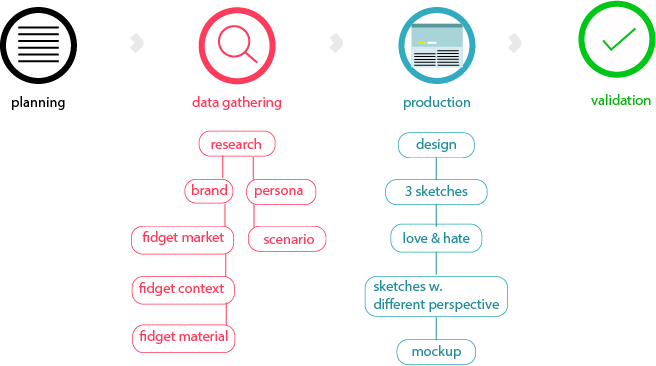 planning
data gathering
production
validation
research
brand
persona
fidget market
scenario
fidget context
fidget material
design
3 sketches
love & hate
sketches w.
different perspective
mockup